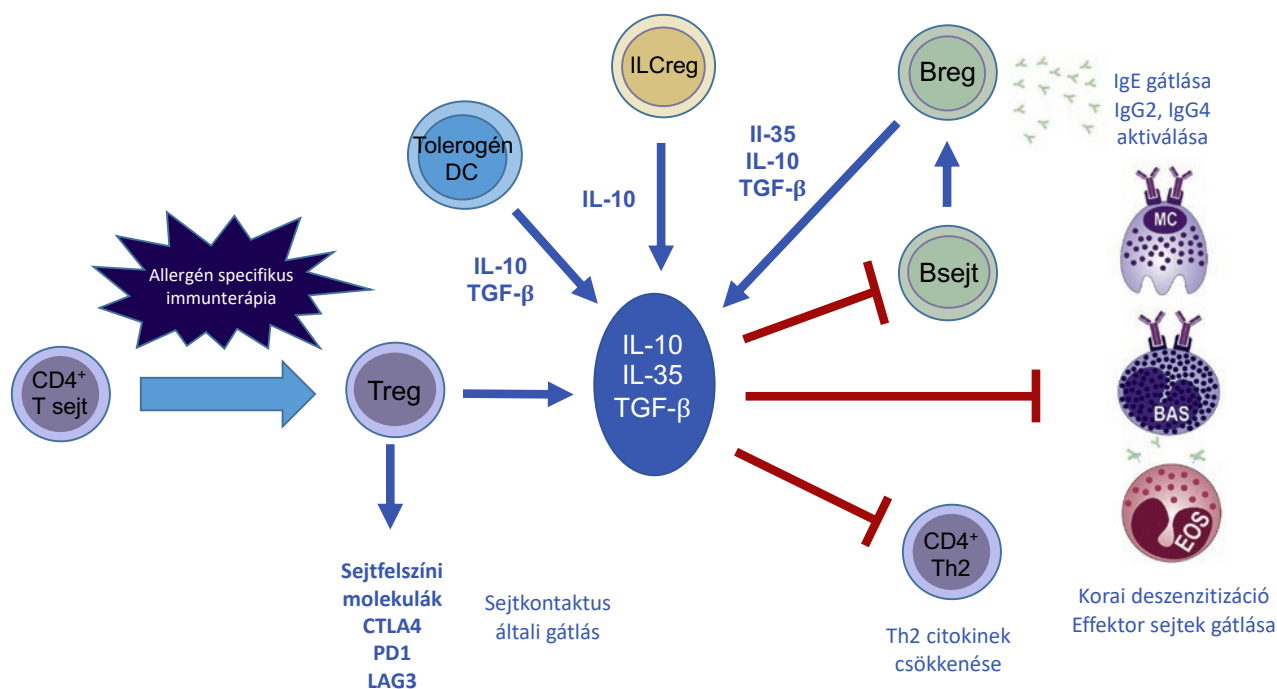 ILCreg
Breg
IgE gátlása
IgG2, IgG4
aktiválása
Tolerogén
DC
Il-35
IL-10
TGF-β
IL-10
MC
IL-10
TGF-β
Bsejt
Allergén specifikus
immunterápia
IL-10
IL-35
TGF-β
CD4+
T sejt
Treg
BAS
EOS
CD4+
Th2
Sejtfelszíni
molekulák
CTLA4
PD1
LAG3
Sejtkontaktus
általi gátlás
Th2 citokinek
csökkenése
Korai deszenzitizáció
Effektor sejtek gátlása